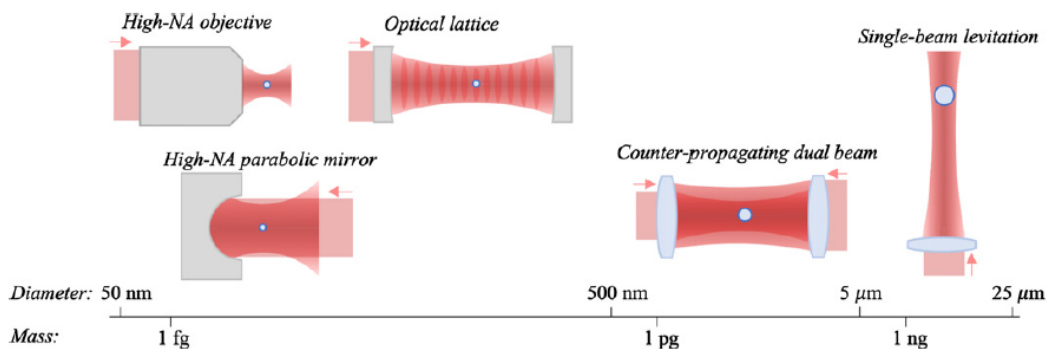 High-NA objective
Optical lattice
Single-beam levitation
High-NA parabolic mirror
Counter-propagating dual beam
Diameter: 50 nm 500 nm 5 μm 25 μm
Mass: 1 fg 1 pg 1 ng